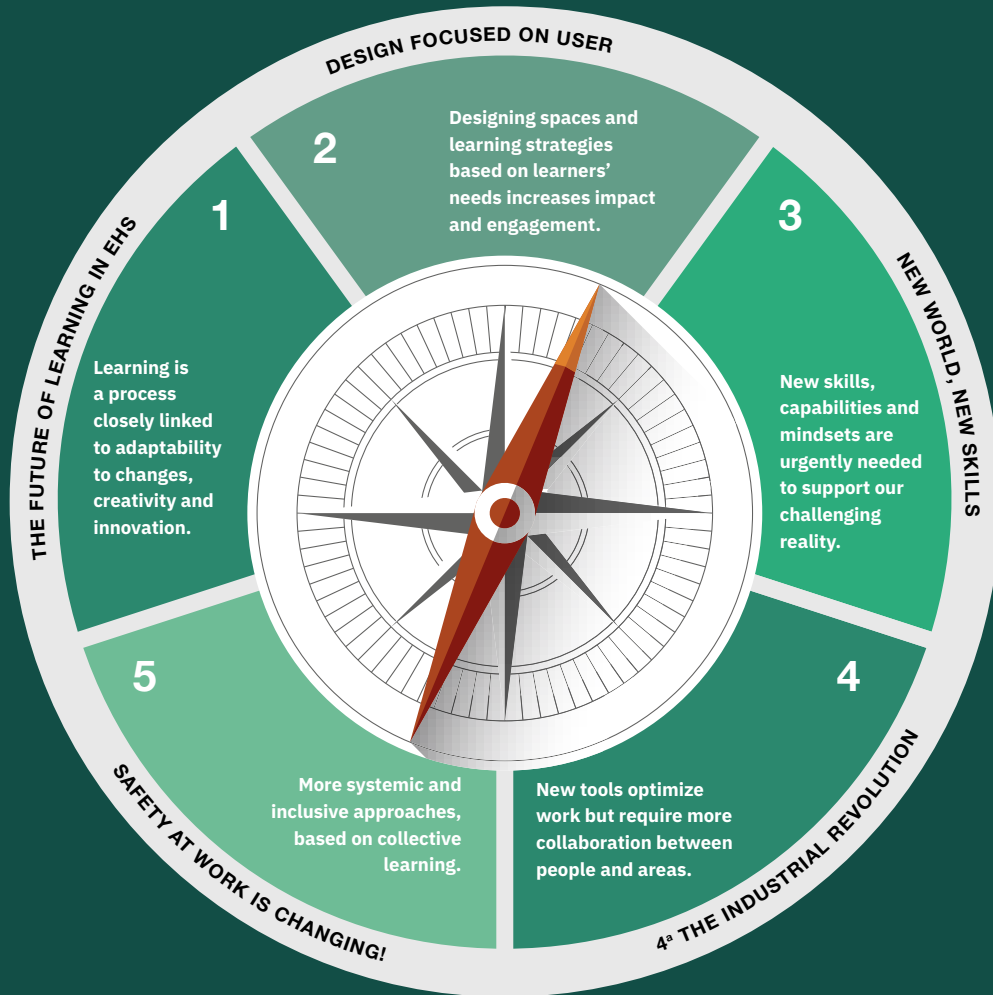 THE FUTURE OF LEARNING IN EHS
1
Learning is
a process
closely linked
to adaptability
to changes,
creativity and
innovation.
DESIGN FOCUSED ON USER
2
Designing spaces and
learning strategies
based on learners’
needs increases impact
and engagement.
NEW WORLD, NEW SKILLS
3
New skills,
capabilities and
mindsets are
urgently needed
to support our
challenging
reality.
4ª THE INDUSTRIAL REVOLUTION
4
New tools optimize
work but require more
collaboration between
people and areas.
SAFETY AT WORK IS CHANGING!
5
More systemic and
inclusive approaches,
based on collective
learning.